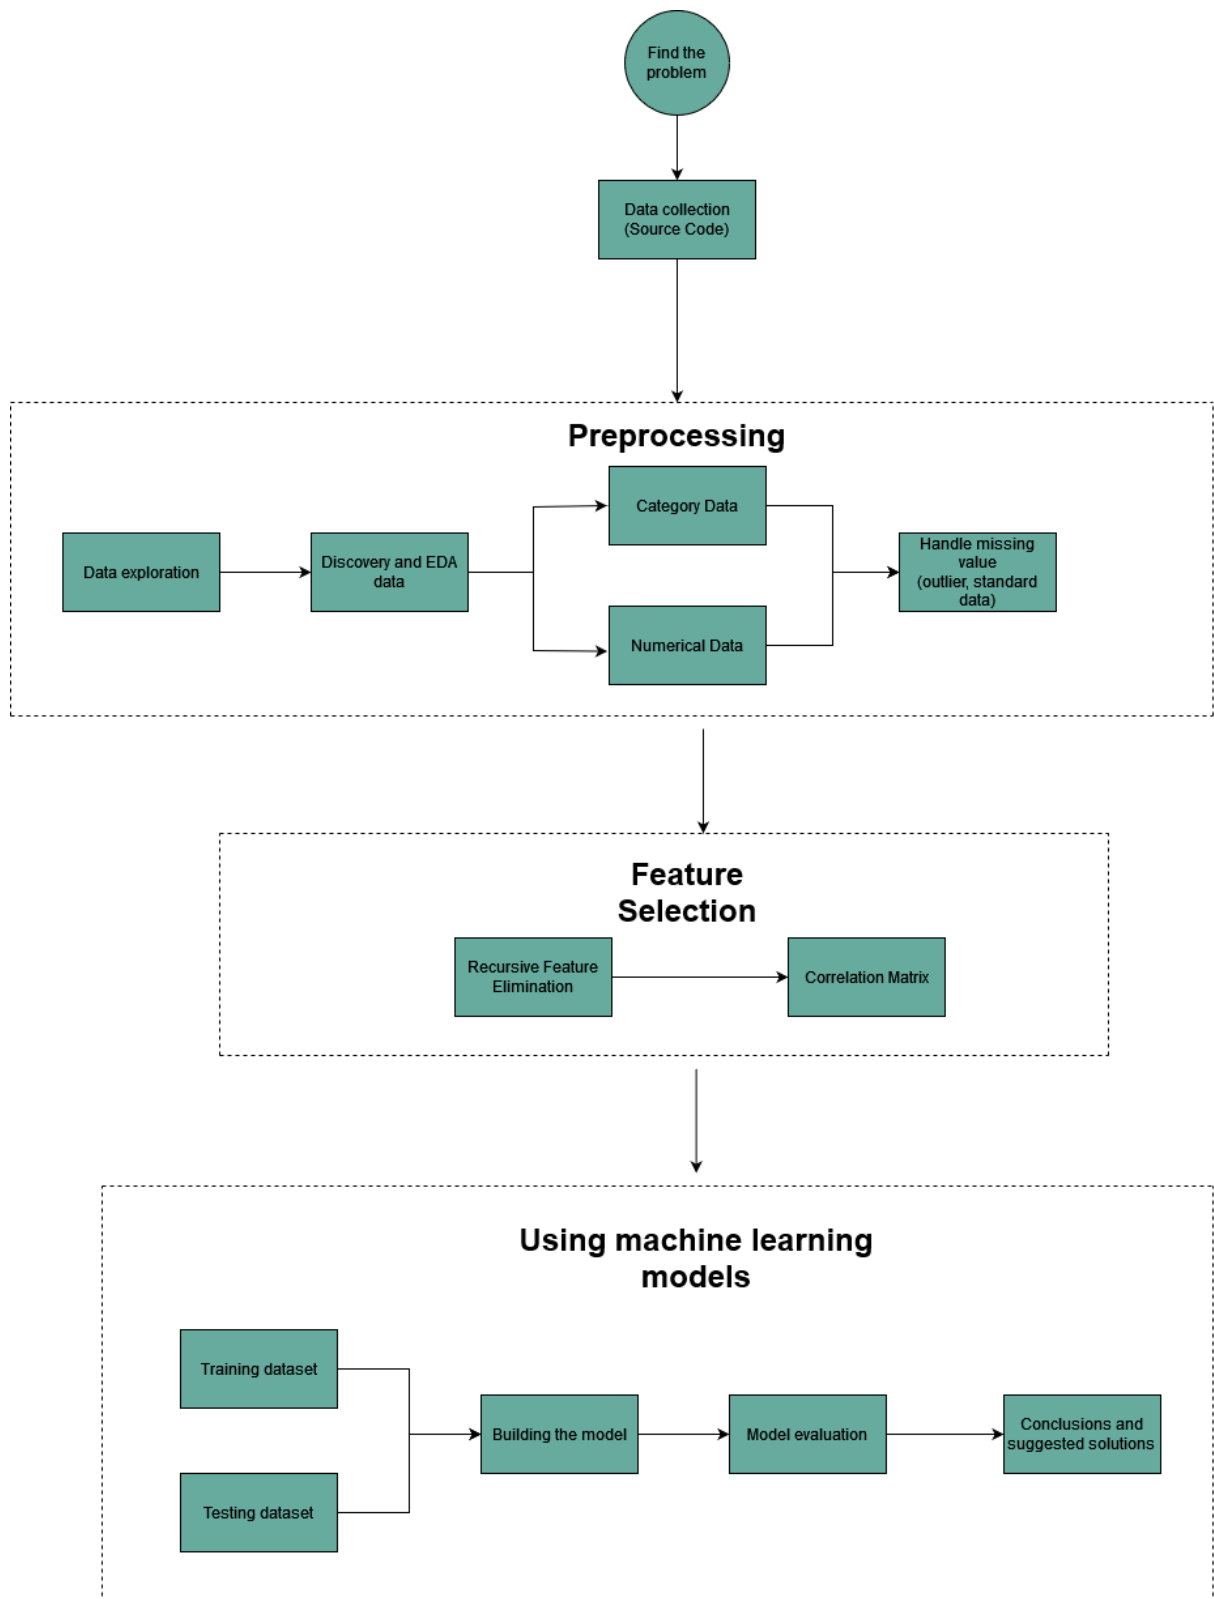 Find the
problem
Data collection
(Source Code)
Preprocessing
Data exploration
Discovery and EDA
data
Category Data
Numerical Data
Handle missing
value
(outlier, standard
data)
Feature
Selection
Recursive Feature
Elimination
Correlation Matrix
Using machine learning
models
Training dataset
Testing dataset
Building the model
Model evaluation
Conclusions and
suggested solutions